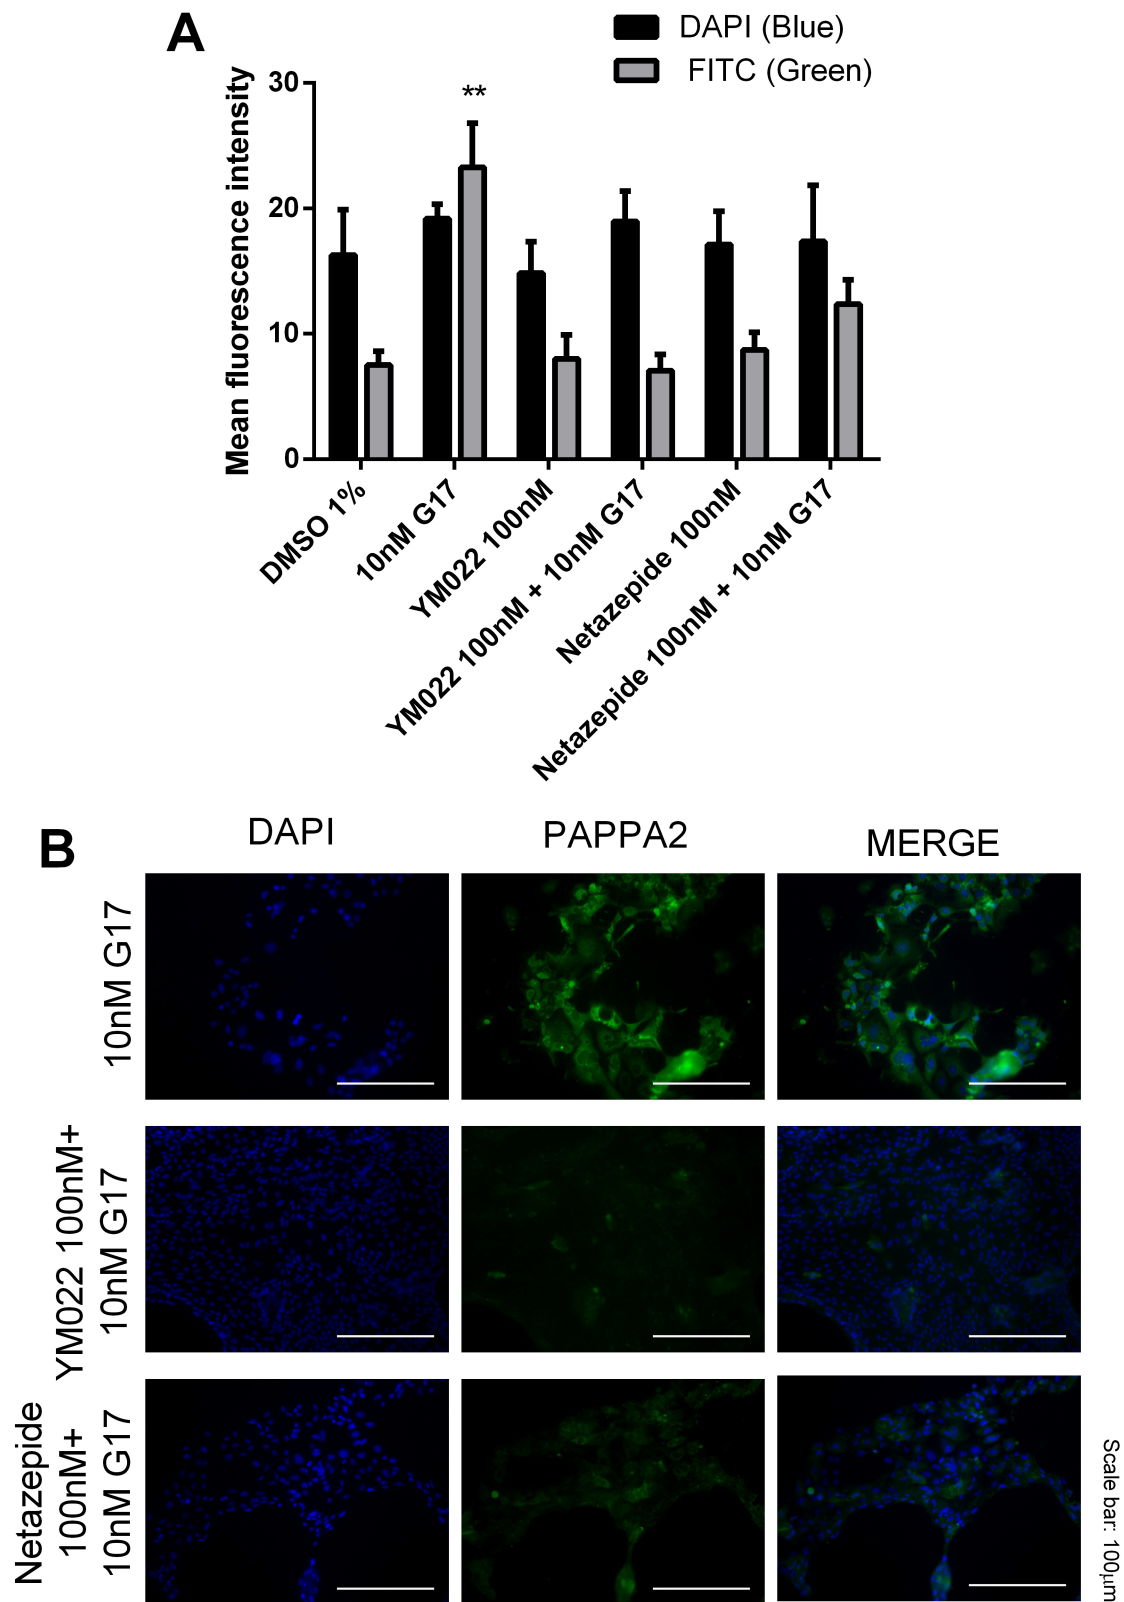 A
DAPI (Blue)
FITC (Green)
Mean fluorescence intensity
30
20
10
0
**
DMSO 1%
10nM G17
YM022 100nM
YM022 100nM + 10nM G17
Netazepide 100nM
Netazepide 100nM + 10nM G17
B
DAPI
PAPPA2
MERGE
10nM G17
YM022 100nM+
10nM G17
Netazepide
100nM+
10nM G17
Scale bar: 100μm